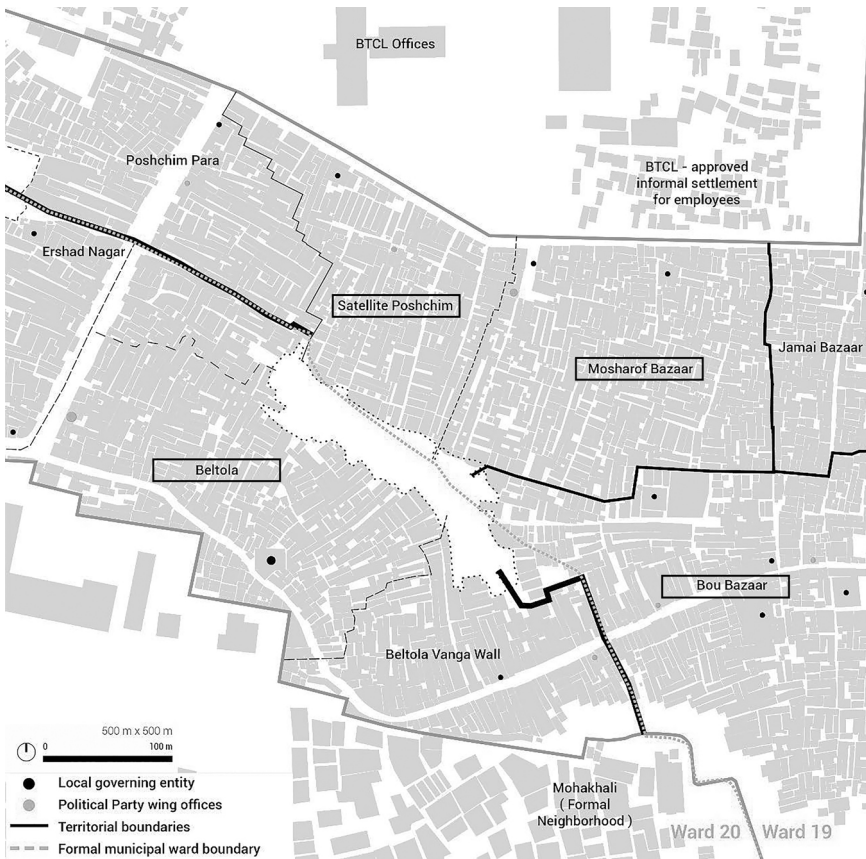 BTCL Offices
Poshchim Para
BTCL - approved
informal settlement
for employees
Ershad Nagar
Satellite Poshchim
Jamai Bazaar
Mosharof Bazaar
Beltola
Bou Bazaar
Beltola Vanga Wall
500 m x 500 m
0 100 m
Local governing entity
Political Party wing offices
Territorial boundaries
Formal municipal ward boundary
Mohakhali
( Formal
Neighborhood )
Ward 20 Ward 19